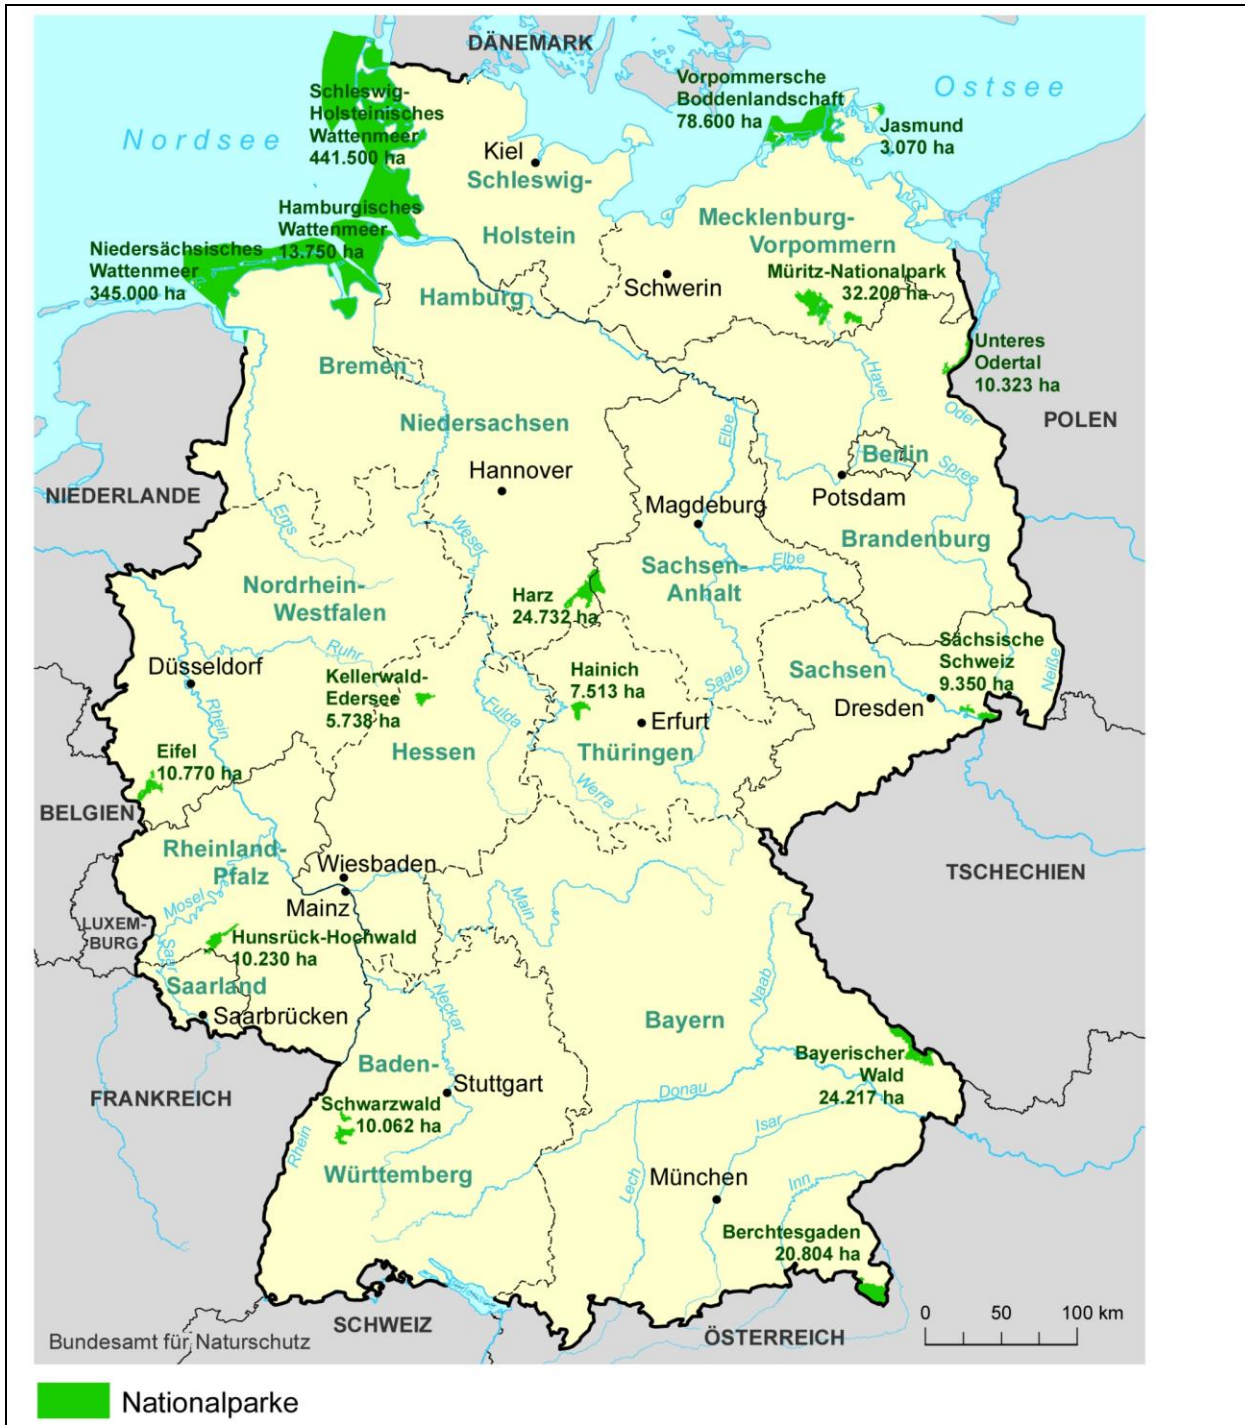 DÄNEMARK
Ostsee
Nordsee
Schleswig-
Holsteinisches
Wattenmeer
441.500 ha
Vorpommersche
Boddenlandschaft
78.600 ha
Jasmund
3.070 ha
Kiel
Schleswig-
Holstein
Hamburgisches
Wattenmeer
13.750 ha
Niedersächsisches
Wattenmeer
345.000 ha
Mecklenburg-
Vorpommern
Schwerin
Müritz-Nationalpark
32.200 ha
Hamburg
Unteres
Odertal
10.323 ha
Bremen
Havel
Oder
POLEN
Niedersachsen
Elbe
Berlin
Spree
Hannover
Potsdam
NIEDERLANDE
Ems
Weser
Magdeburg
Brandenburg
Elbe
Sachsen-
Anhalt
Nordrhein-
Westfalen
Harz
24.732 ha
Ruhr
Düsseldorf
Rhein
Kellerwald-
Edersee
5.738 ha
Fulda
Hainich
7.513 ha
Saale
Sachsen
Sächsische
Schweiz
9.350 ha
Neiße
Dresden
Erfurt
Thüringen
Hessen
Werra
Eifel
10.770 ha
BELGIEN
Rheinland-
Pfalz
Wiesbaden
Mainz
Main
TSCHECHIEN
Mosel
LUXEM-
BURG
Saar
Hunsrück-Hochwald
10.230 ha
Saarland
Saarbrücken
Neckar
Naab
Bayern
Bayerischer
Wald
24.217 ha
Baden-
Stuttgart
Donau
FRANKREICH
Schwarzwald
10.062 ha
Rhein
Württemberg
Isar
Lech
München
Inn
Berchtesgaden
20.804 ha
0 50 100 km
SCHWEIZ
ÖSTERREICH
Bundesamt für Naturschutz
Nationalparke